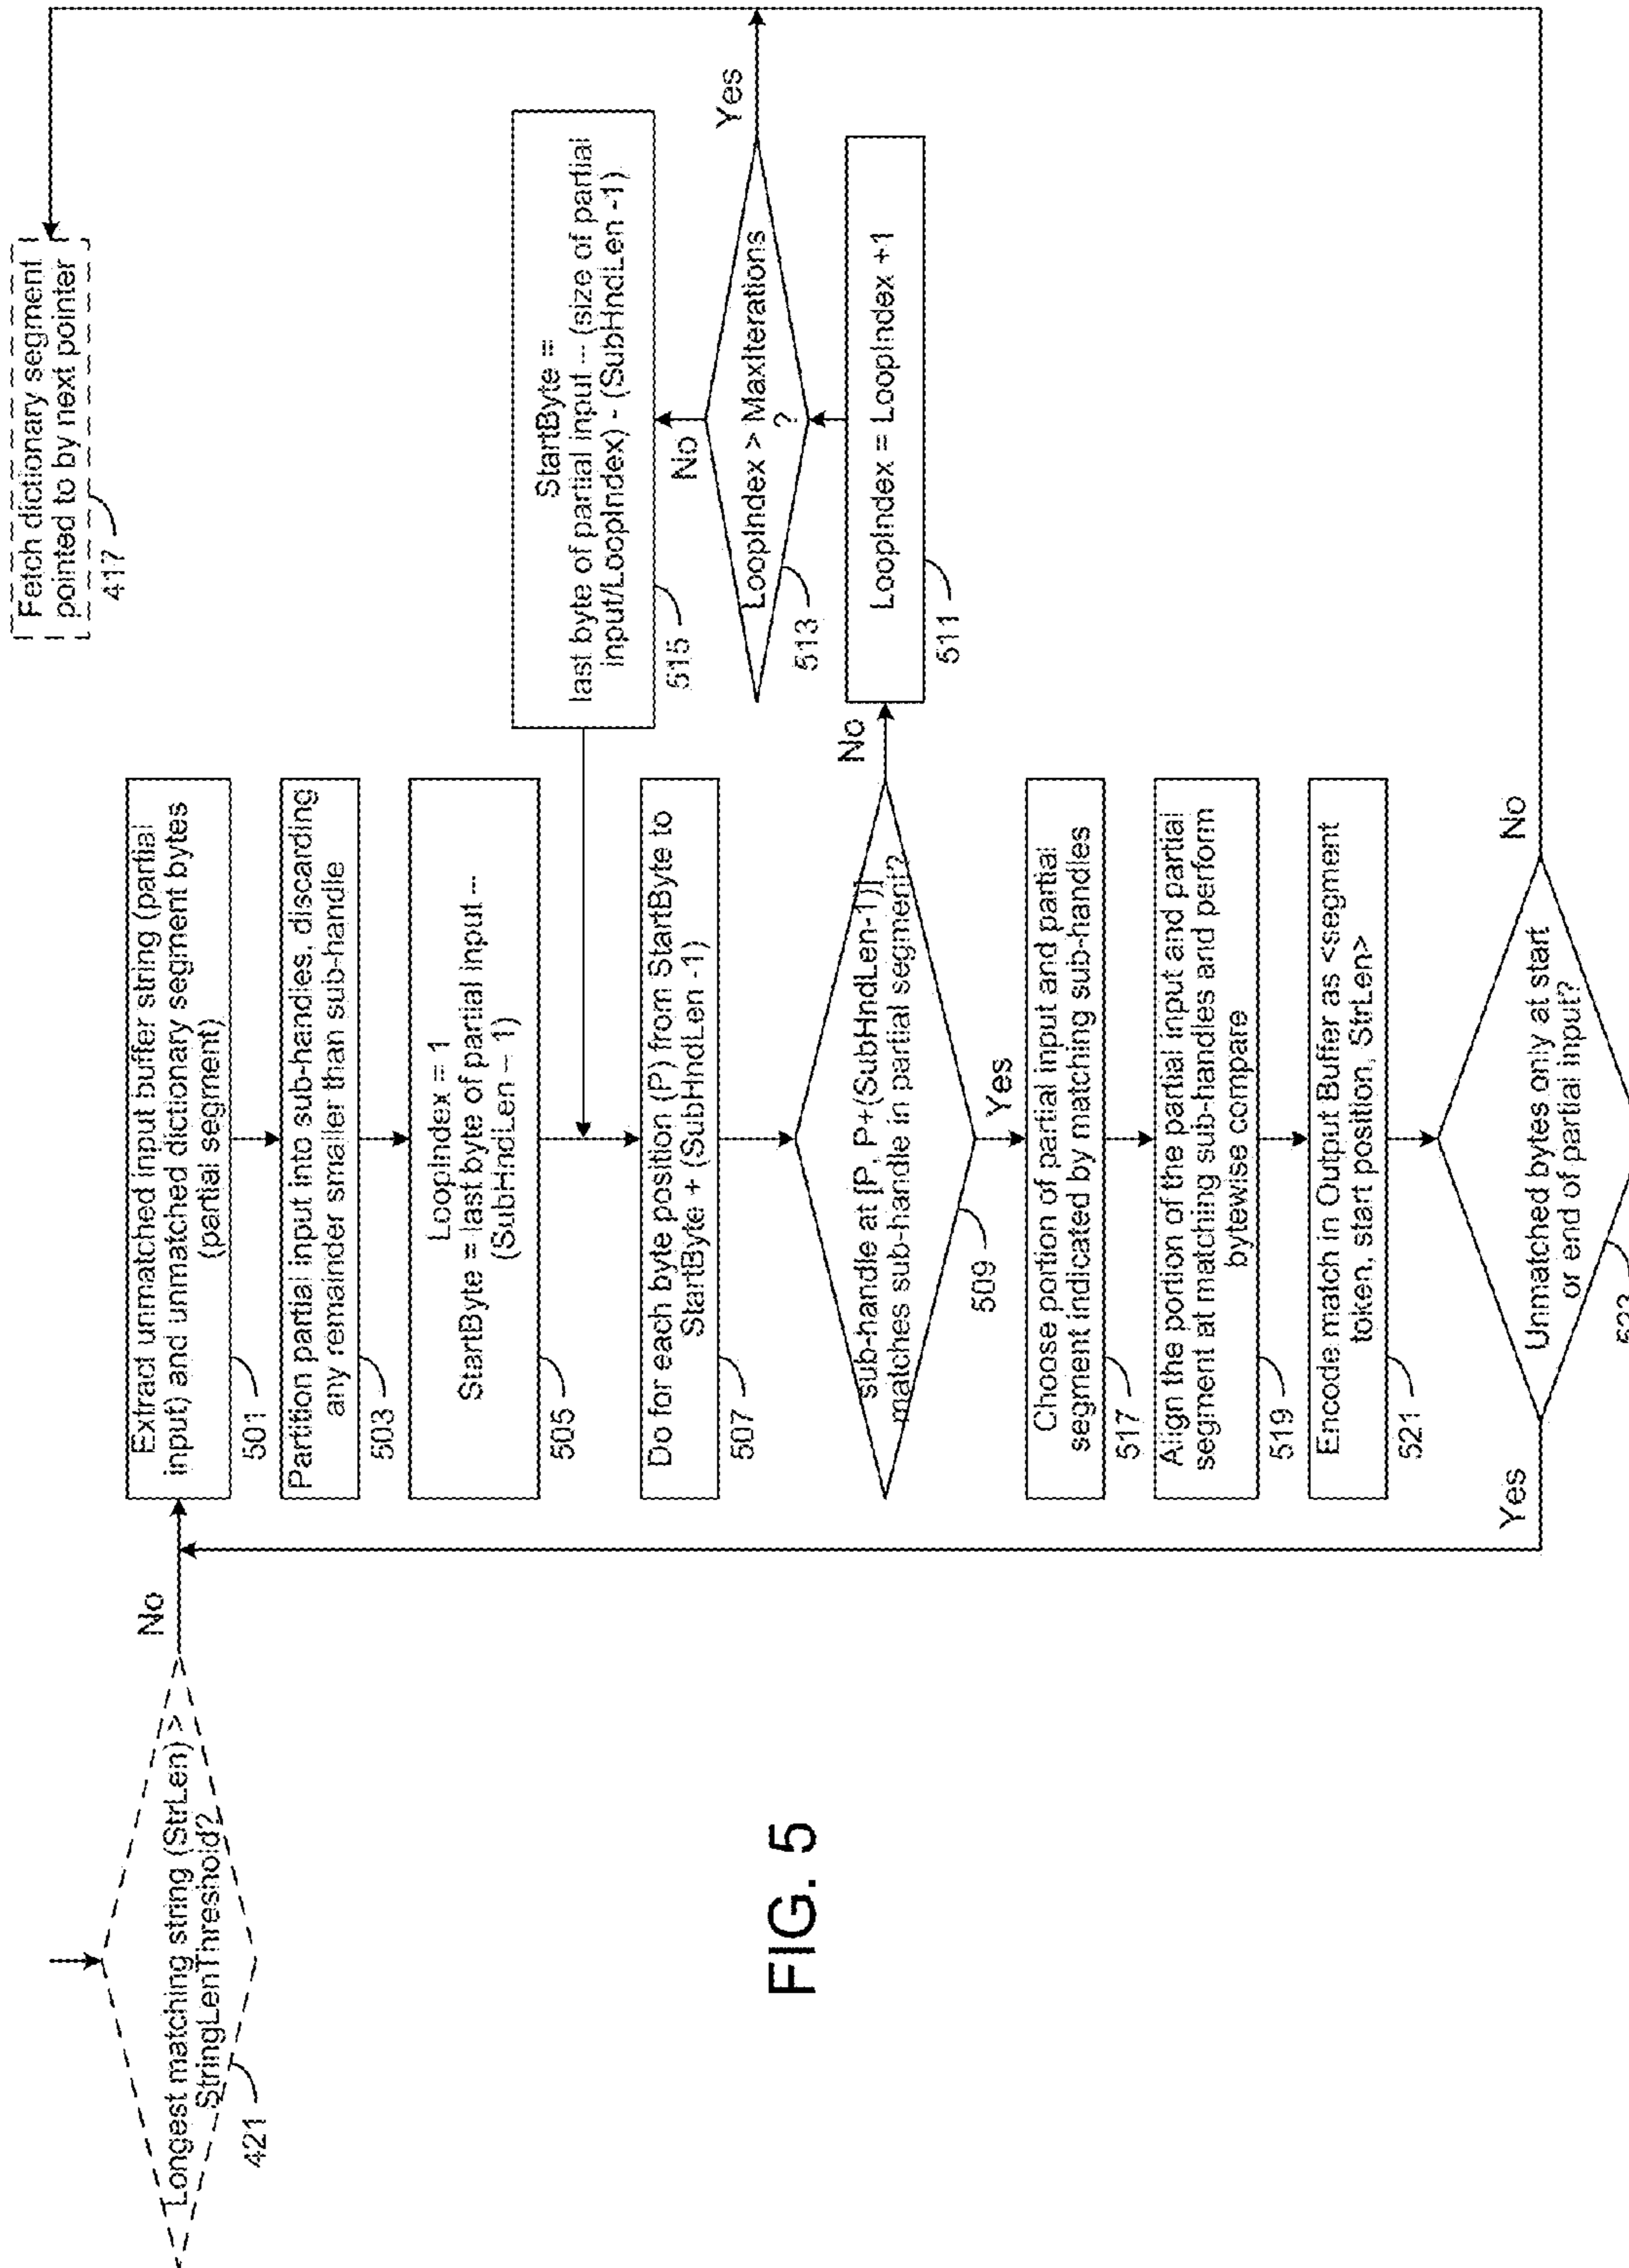 Longest matching string (StrLen) >
StringLenThreshold?
421
No
Extract unmatched input buffer string (partial
input) and unmatched dictionary segment bytes
(partial segment)
501
Partition partial input into sub-handles, discarding
any remainder smaller than sub-handle
503
LoopIndex = 1
StartByte = last byte of partial input --
(SubHndLen - 1)
505
Do for each byte position (P) from StartByte to
StartByte + (SubHndLen -1)
507
sub-handle at [P, P+(SubHndLen-1)]
matches sub-handle in partial segment?
509
No
Yes
LoopIndex = LoopIndex +1
511
LoopIndex > MaxIterations
?
513
No
Yes
StartByte =
last byte of partial input -- (size of partial
input/LoopIndex) - (SubHndLen -1)
515
Fetch dictionary segment
pointed to by next pointer
417
Choose portion of partial input and partial
segment indicated by matching sub-handles
517
Align the portion of the partial input and partial
segment at matching sub-handles and perform
bytewise compare
519
Encode match in Output Buffer as <segment
token, start position, StrLen>
521
Unmatched bytes only at start
or end of partial input?
523
Yes
No
FIG. 5